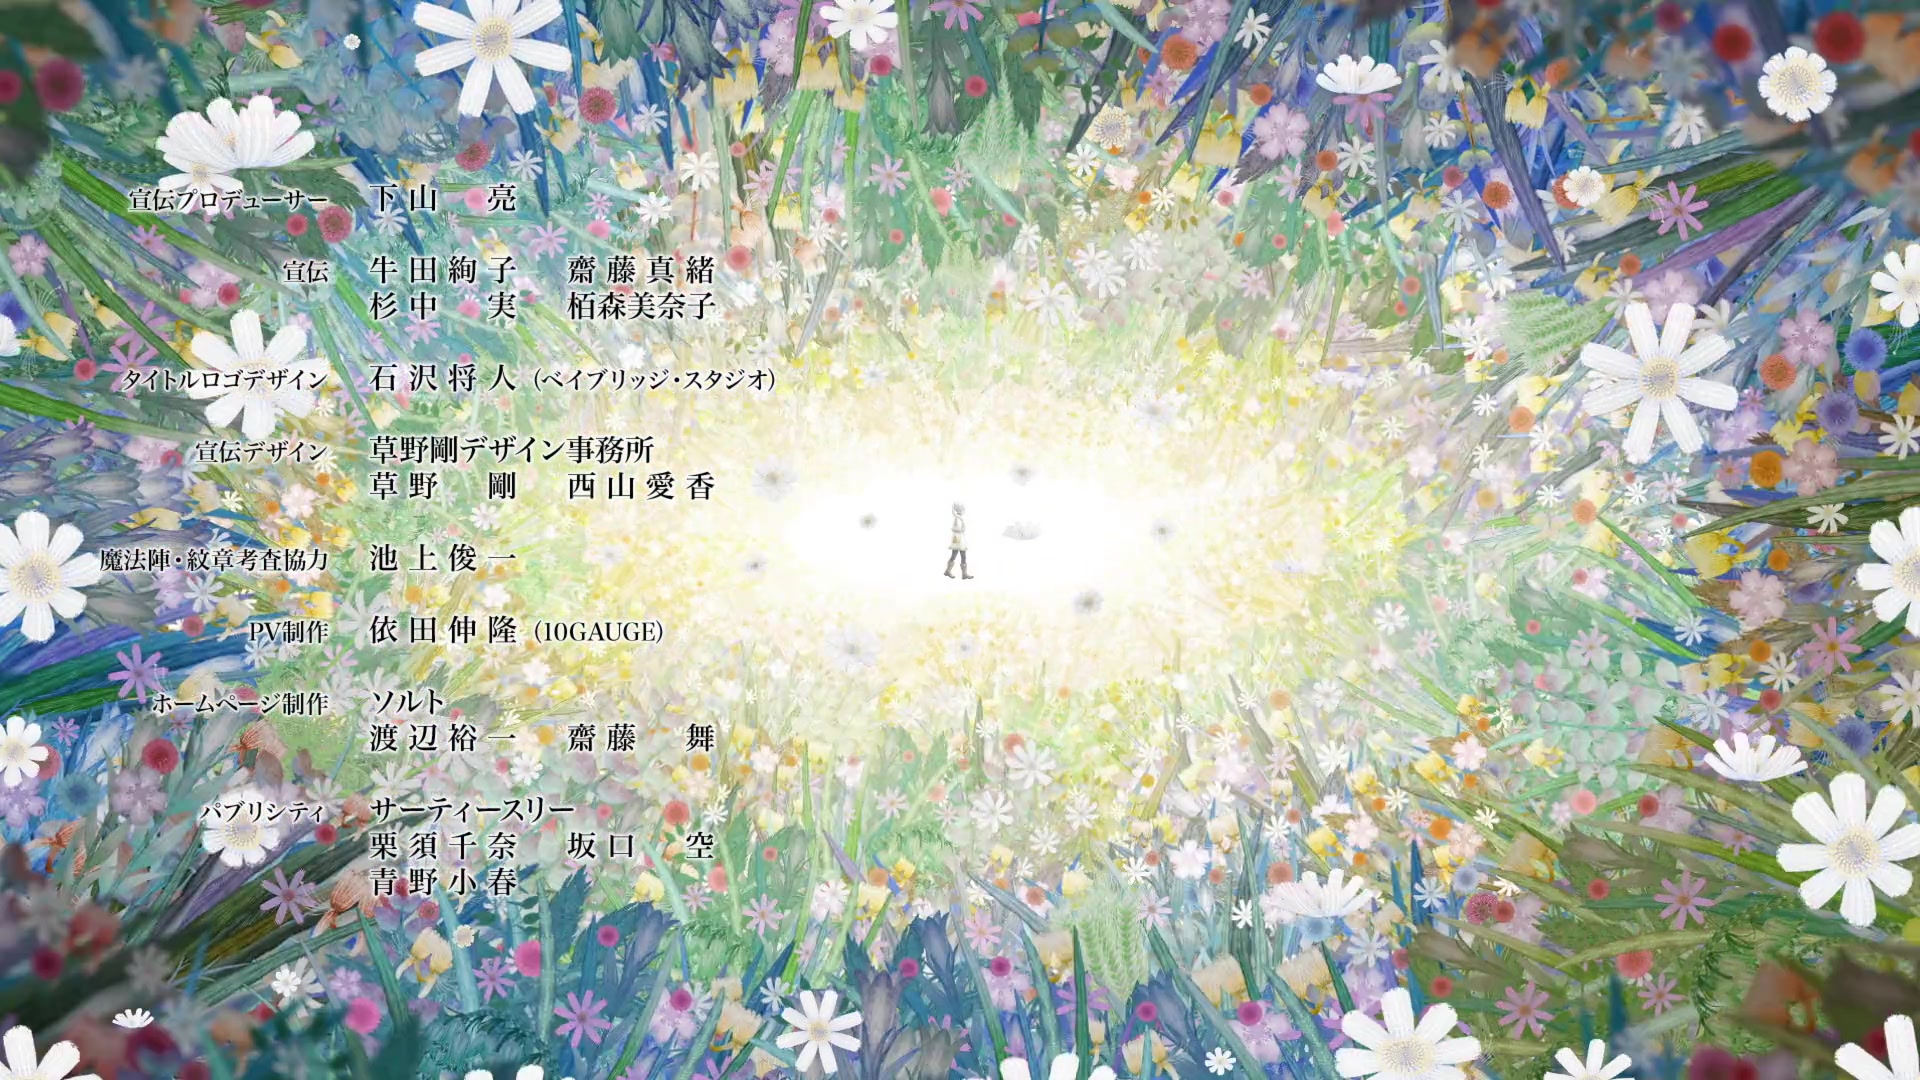 宣伝プロデューサー 下山 亮
宣伝 牛田絢子 齋藤真緒
杉中 実 栢森美奈子
タイトルロゴデザイン 石沢将人（ベイブリッジ・スタジオ）
宣伝デザイン 草野剛デザイン事務所
草野 剛 西山愛香
魔法陣・紋章考査協力 池上俊一
PV制作 依田伸隆（10GAUGE）
ホームページ制作 ソルト
渡辺裕一 齋藤 舞
パブリシティ サーティースリー
栗須千奈 坂口 空
青野小春